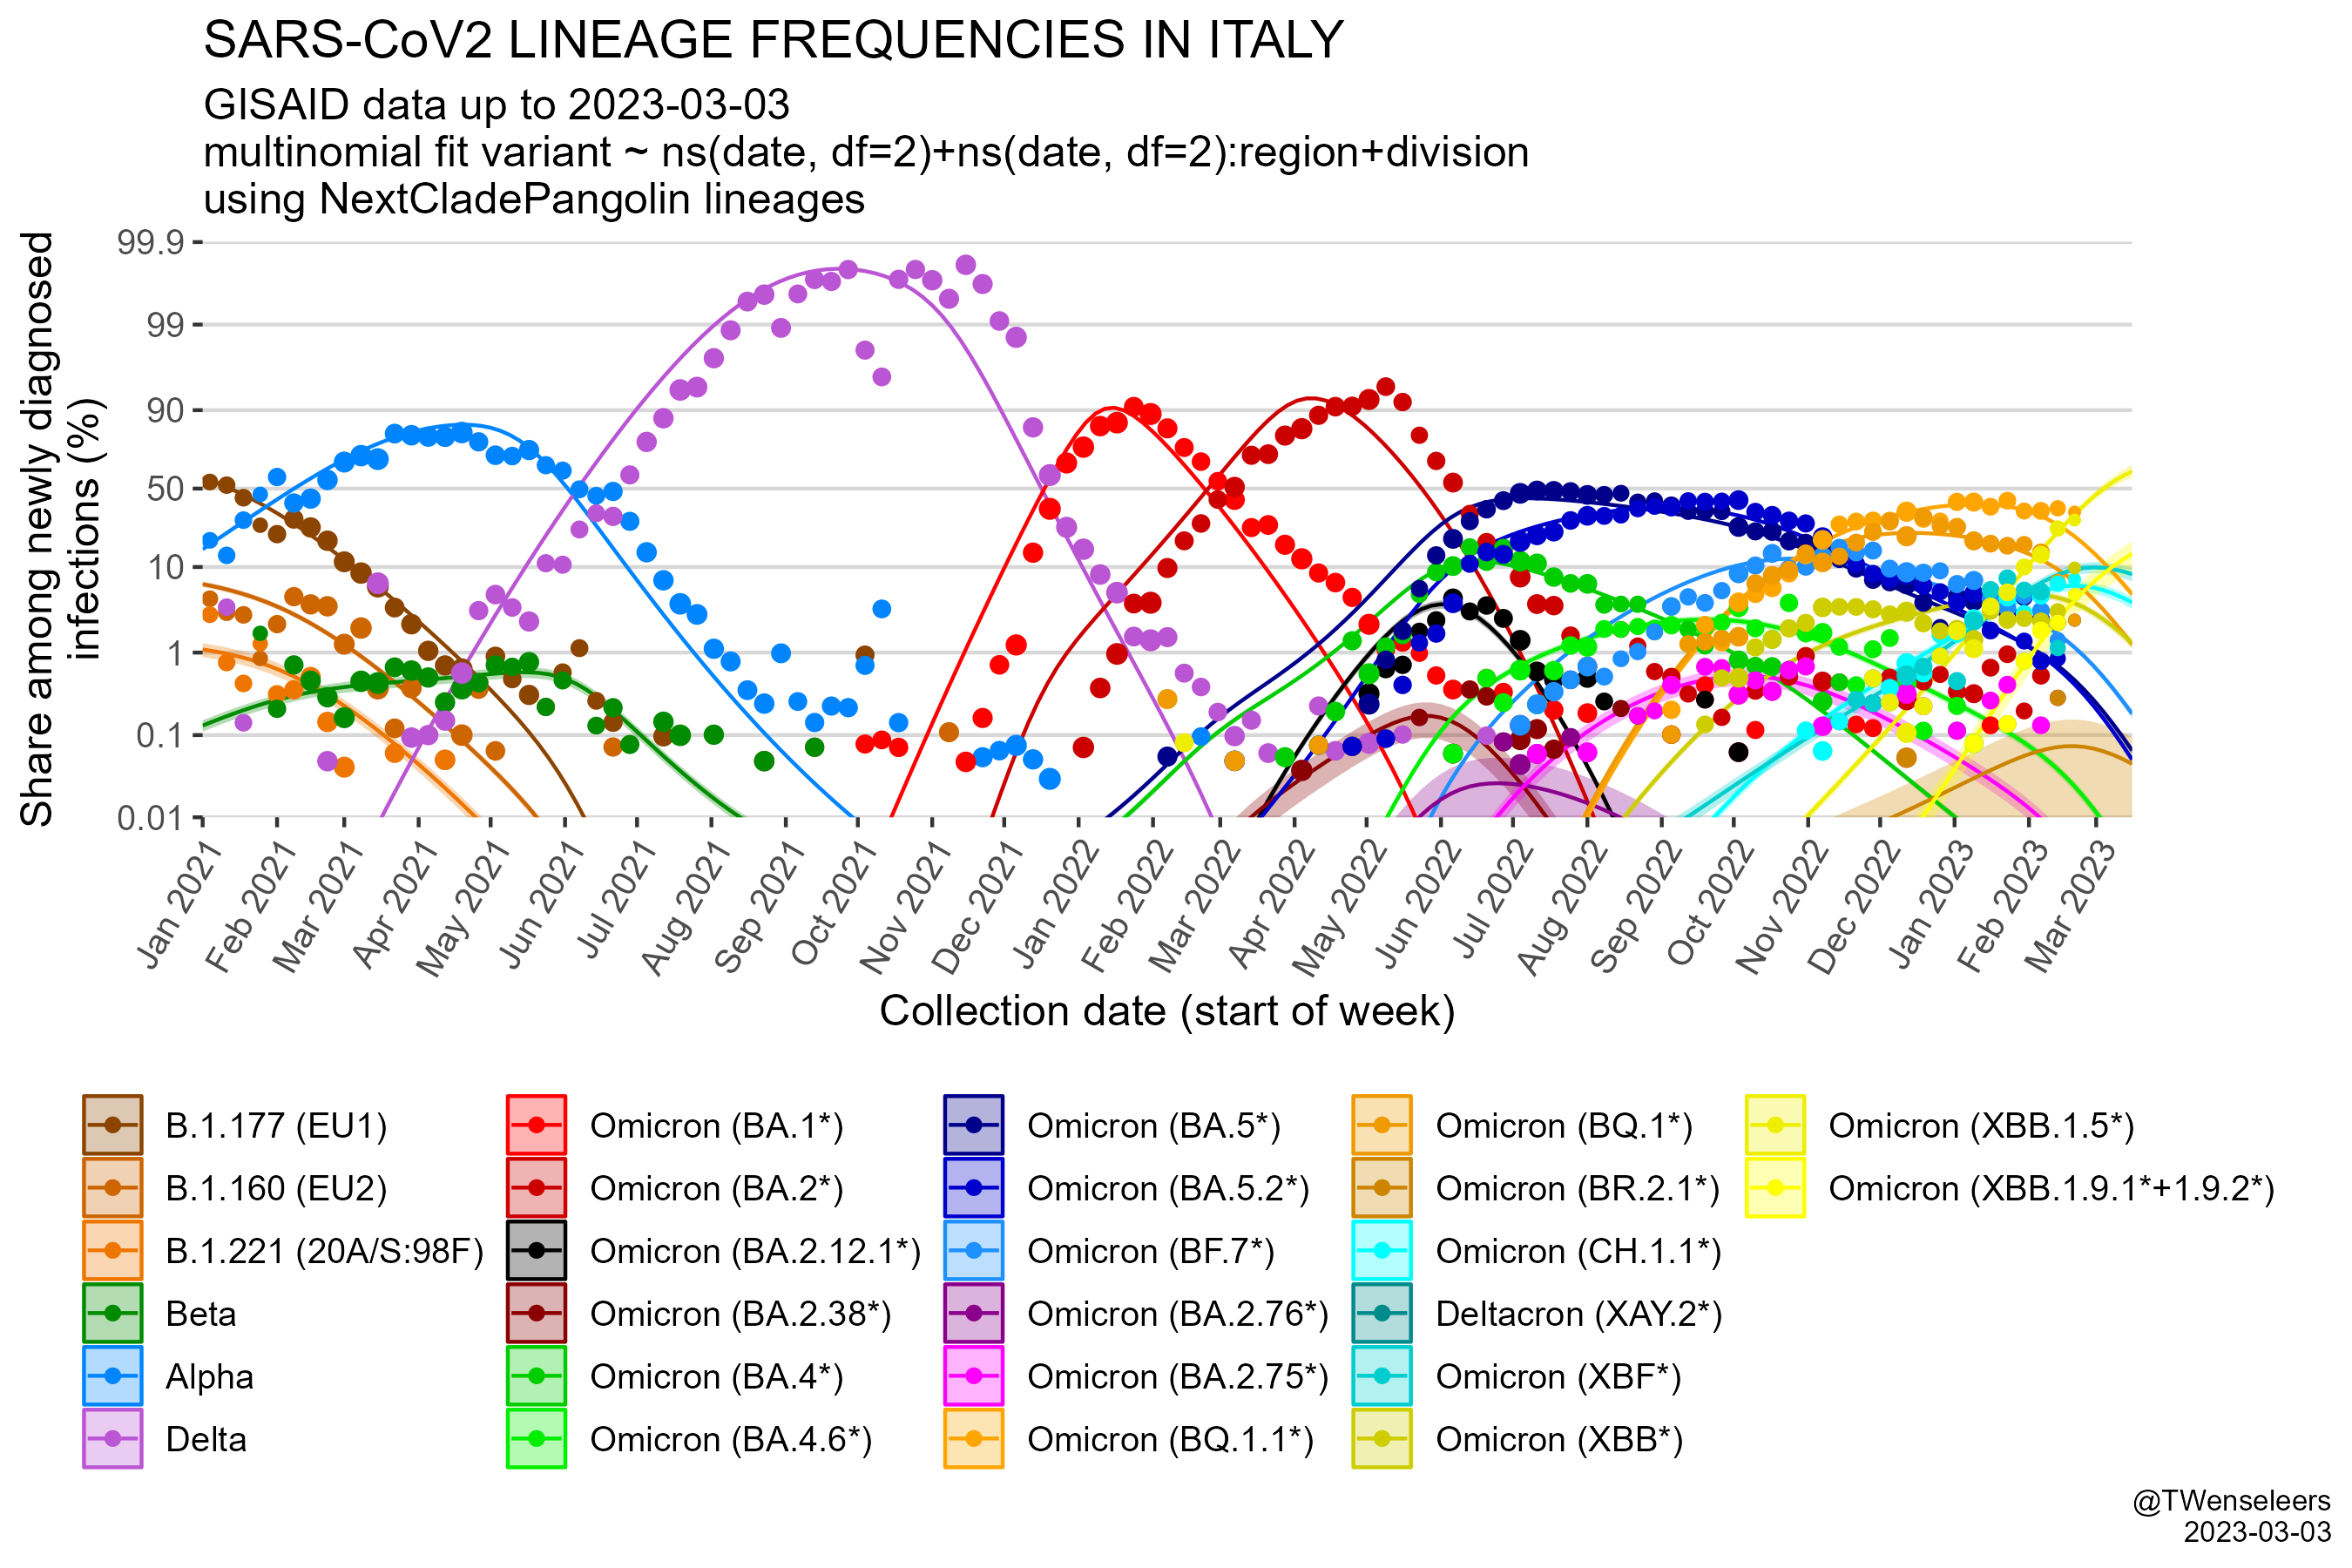 SARS-CoV2 LINEAGE FREQUENCIES IN ITALY
GISAID data up to 2023-03-03
multinomial fit variant ~ ns(date, df=2)+ns(date, df=2):region+division
using NextCladePangolin lineages
Share among newly diagnosed
infections (%)
99.9
99
90
50
10
1
0.1
0.01
Jan 2021
Feb 2021
Mar 2021
Apr 2021
May 2021
Jun 2021
Jul 2021
Aug 2021
Sep 2021
Oct 2021
Nov 2021
Dec 2021
Jan 2022
Feb 2022
Mar 2022
Apr 2022
May 2022
Jun 2022
Jul 2022
Aug 2022
Sep 2022
Oct 2022
Nov 2022
Dec 2022
Jan 2023
Feb 2023
Mar 2023
Collection date (start of week)
B.1.177 (EU1)
B.1.160 (EU2)
B.1.221 (20A/S:98F)
Beta
Alpha
Delta
Omicron (BA.1*)
Omicron (BA.2*)
Omicron (BA.2.12.1*)
Omicron (BA.2.38*)
Omicron (BA.4*)
Omicron (BA.4.6*)
Omicron (BA.5*)
Omicron (BA.5.2*)
Omicron (BF.7*)
Omicron (BA.2.76*)
Omicron (BA.2.75*)
Omicron (BQ.1.1*)
Omicron (BQ.1*)
Omicron (BR.2.1*)
Omicron (CH.1.1*)
Deltacron (XAY.2*)
Omicron (XBF*)
Omicron (XBB*)
Omicron (XBB.1.5*)
Omicron (XBB.1.9.1*+1.9.2*)
@TWenseleers
2023-03-03